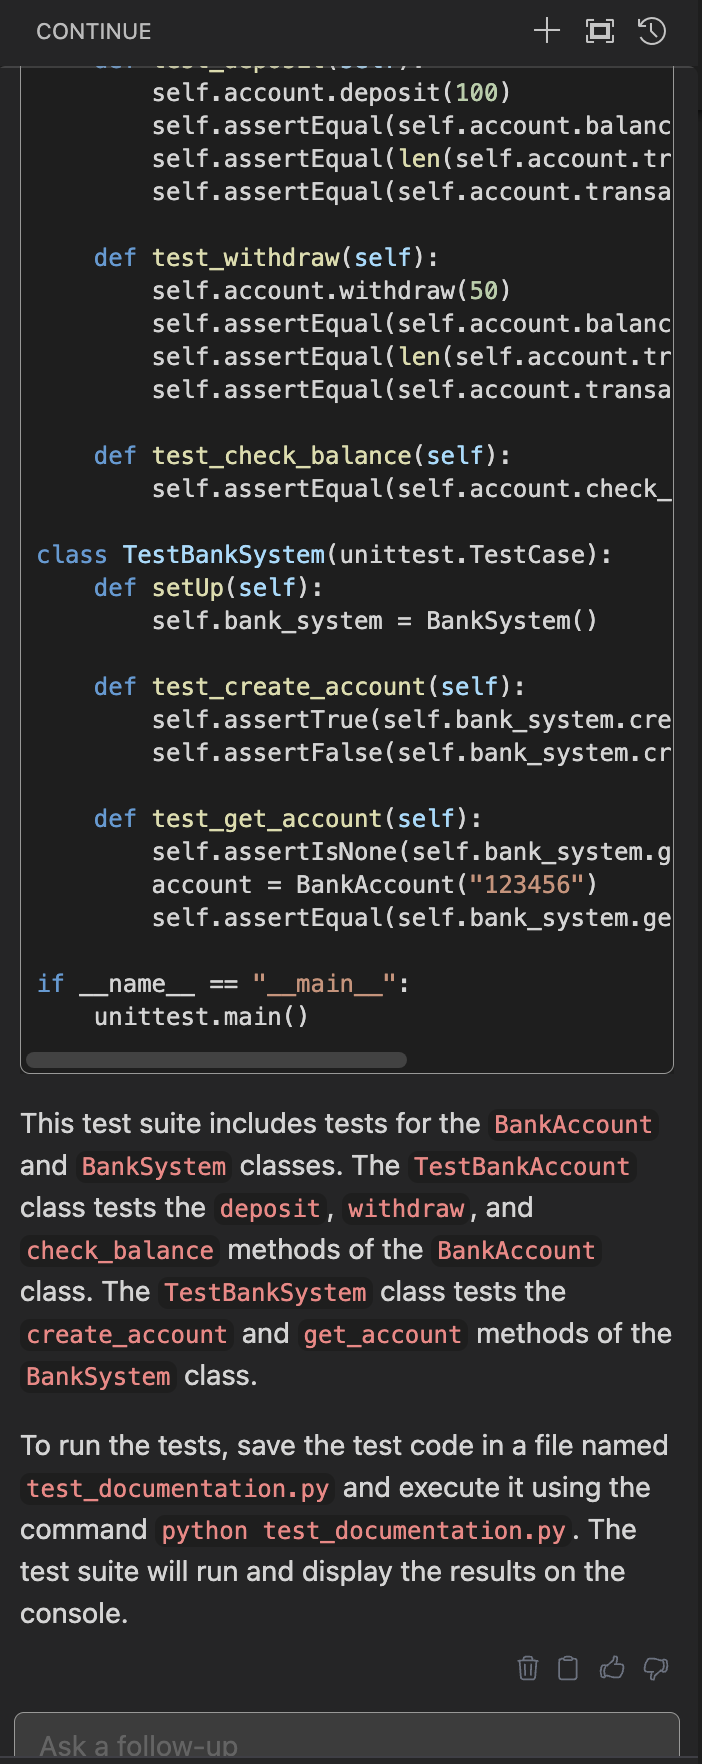 CONTINUE
def test_deposit(self):
self.account.deposit(100)
self.assertEqual(self.account.balanc
self.assertEqual(len(self.account.tr
self.assertEqual(self.account.transa
def test_withdraw(self):
self.account.withdraw(50)
self.assertEqual(self.account.balanc
self.assertEqual(len(self.account.tr
self.assertEqual(self.account.transa
def test_check_balance(self):
self.assertEqual(self.account.check_
class TestBankSystem(unittest.TestCase):
def setUp(self):
self.bank_system = BankSystem()
def test_create_account(self):
self.assertTrue(self.bank_system.cre
self.assertFalse(self.bank_system.cr
def test_get_account(self):
self.assertIsNone(self.bank_system.g
account = BankAccount("123456")
self.assertEqual(self.bank_system.ge
if __name__ == "__main__":
unittest.main()
This test suite includes tests for the BankAccount
and BankSystem classes. The TestBankAccount
class tests the deposit, withdraw, and
check_balance methods of the BankAccount
class. The TestBankSystem class tests the
create_account and get_account methods of the
BankSystem class.
To run the tests, save the test code in a file named
test_documentation.py and execute it using the
command python test_documentation.py. The
test suite will run and display the results on the
console.
Ask a follow-up